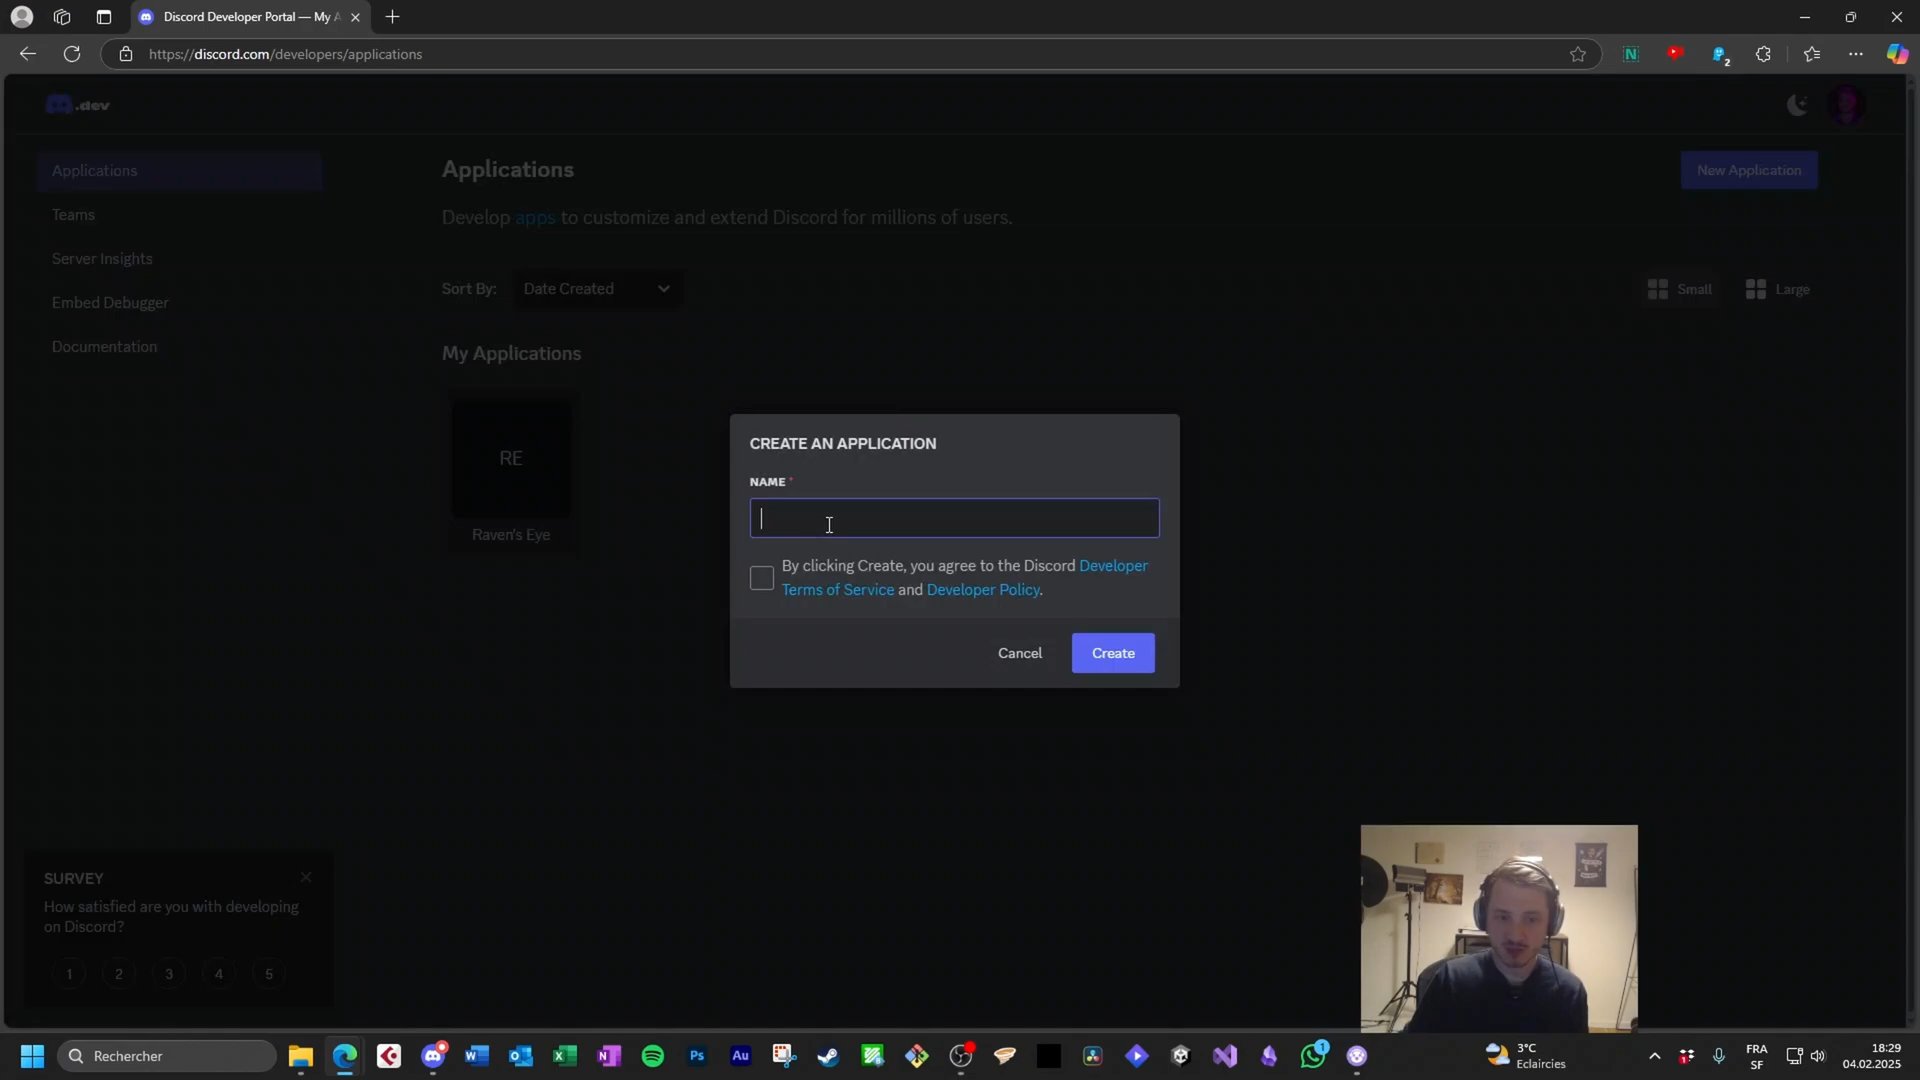 Discord Developer Portal — My A
https://discord.com/developers/applications
2
.dev
Applications
Teams
Server Insights
Embed Debugger
Documentation
Applications
New Application
Develop apps to customize and extend Discord for millions of users.
Sort By:
Date Created
Small
Large
My Applications
RE
Raven's Eye
CREATE AN APPLICATION
NAME *
By clicking Create, you agree to the Discord Developer
Terms of Service and Developer Policy.
Cancel
Create
SURVEY
How satisfied are you with developing
on Discord?
1 2 3 4 5
Rechercher
Ps
Au
1
3°C
Eclaircies
FRA
SF
18:29
04.02.2025